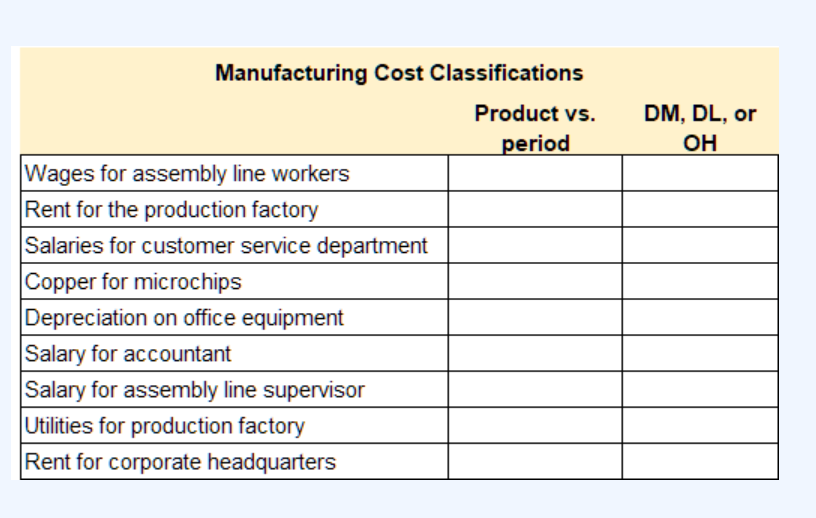 Manufacturing Cost Classifications
Product vs. DM, DL, or
period OH
Wages for assembly line workers
Rent for the production factory
Salaries for customer service department
Copper for microchips
Depreciation on office equipment
Salary for accountant
Salary for assembly line supervisor
Utilities for production factory
Rent for corporate headquarters